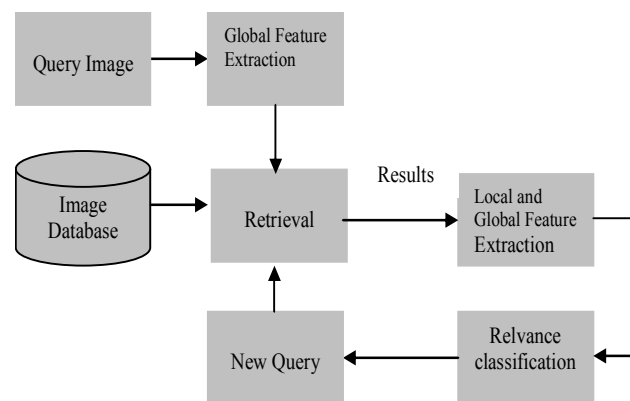 Query Image
Global Feature
Extraction
Image
Database
Retrieval
Results
Local and
Global Feature
Extraction
New Query
Relvance
classification